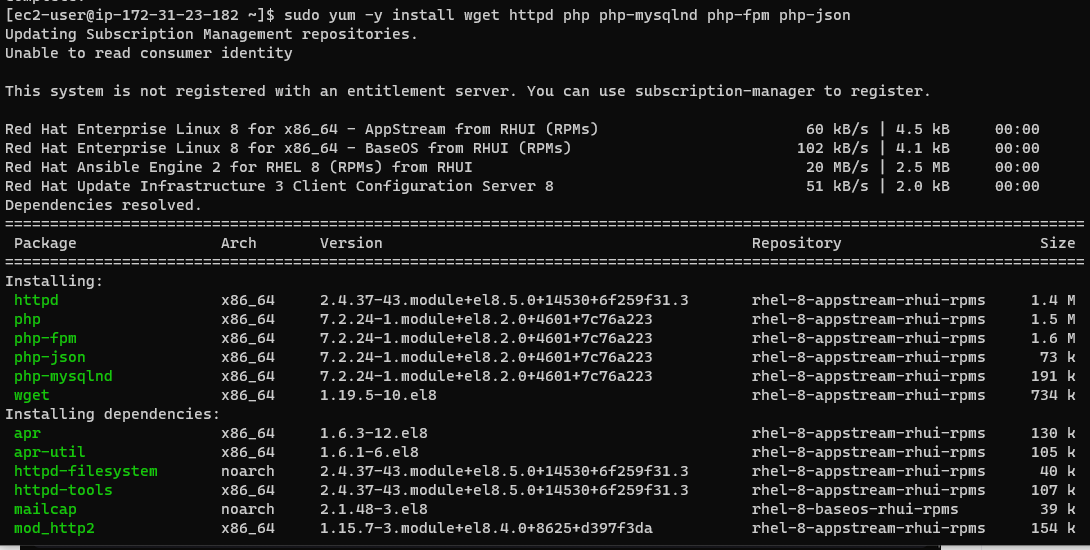 [ec2-user@ip-172-31-23-182 ~]$ sudo yum -y install wget httpd php php-mysqlnd php-fpm php-json
Updating Subscription Management repositories.
Unable to read consumer identity
This system is not registered with an entitlement server. You can use subscription-manager to register.
Red Hat Enterprise Linux 8 for x86_64 - AppStream from RHUI (RPMs) 60 kB/s | 4.5 kB 00:00
Red Hat Enterprise Linux 8 for x86_64 - BaseOS from RHUI (RPMs) 102 kB/s | 4.1 kB 00:00
Red Hat Ansible Engine 2 for RHEL 8 (RPMs) from RHUI 20 MB/s | 2.5 MB 00:00
Red Hat Update Infrastructure 3 Client Configuration Server 8 51 kB/s | 2.0 kB 00:00
Dependencies resolved.
Package Arch Version Repository Size
Installing:
httpd x86_64 2.4.37-43.module+el8.5.0+14530+6f259f31.3 rhel-8-appstream-rhui-rpms 1.4 M
php x86_64 7.2.24-1.module+el8.2.0+4601+7c76a223 rhel-8-appstream-rhui-rpms 1.5 M
php-fpm x86_64 7.2.24-1.module+el8.2.0+4601+7c76a223 rhel-8-appstream-rhui-rpms 1.6 M
php-json x86_64 7.2.24-1.module+el8.2.0+4601+7c76a223 rhel-8-appstream-rhui-rpms 73 k
php-mysqlnd x86_64 7.2.24-1.module+el8.2.0+4601+7c76a223 rhel-8-appstream-rhui-rpms 191 k
wget x86_64 1.19.5-10.el8 rhel-8-appstream-rhui-rpms 734 k
Installing dependencies:
apr x86_64 1.6.3-12.el8 rhel-8-appstream-rhui-rpms 130 k
apr-util x86_64 1.6.1-6.el8 rhel-8-appstream-rhui-rpms 105 k
httpd-filesystem noarch 2.4.37-43.module+el8.5.0+14530+6f259f31.3 rhel-8-appstream-rhui-rpms 40 k
httpd-tools x86_64 2.4.37-43.module+el8.5.0+14530+6f259f31.3 rhel-8-appstream-rhui-rpms 107 k
mailcap noarch 2.1.48-3.el8 rhel-8-baseos-rhui-rpms 39 k
mod_http2 x86_64 1.15.7-3.module+el8.4.0+8625+d397f3da rhel-8-appstream-rhui-rpms 154 k